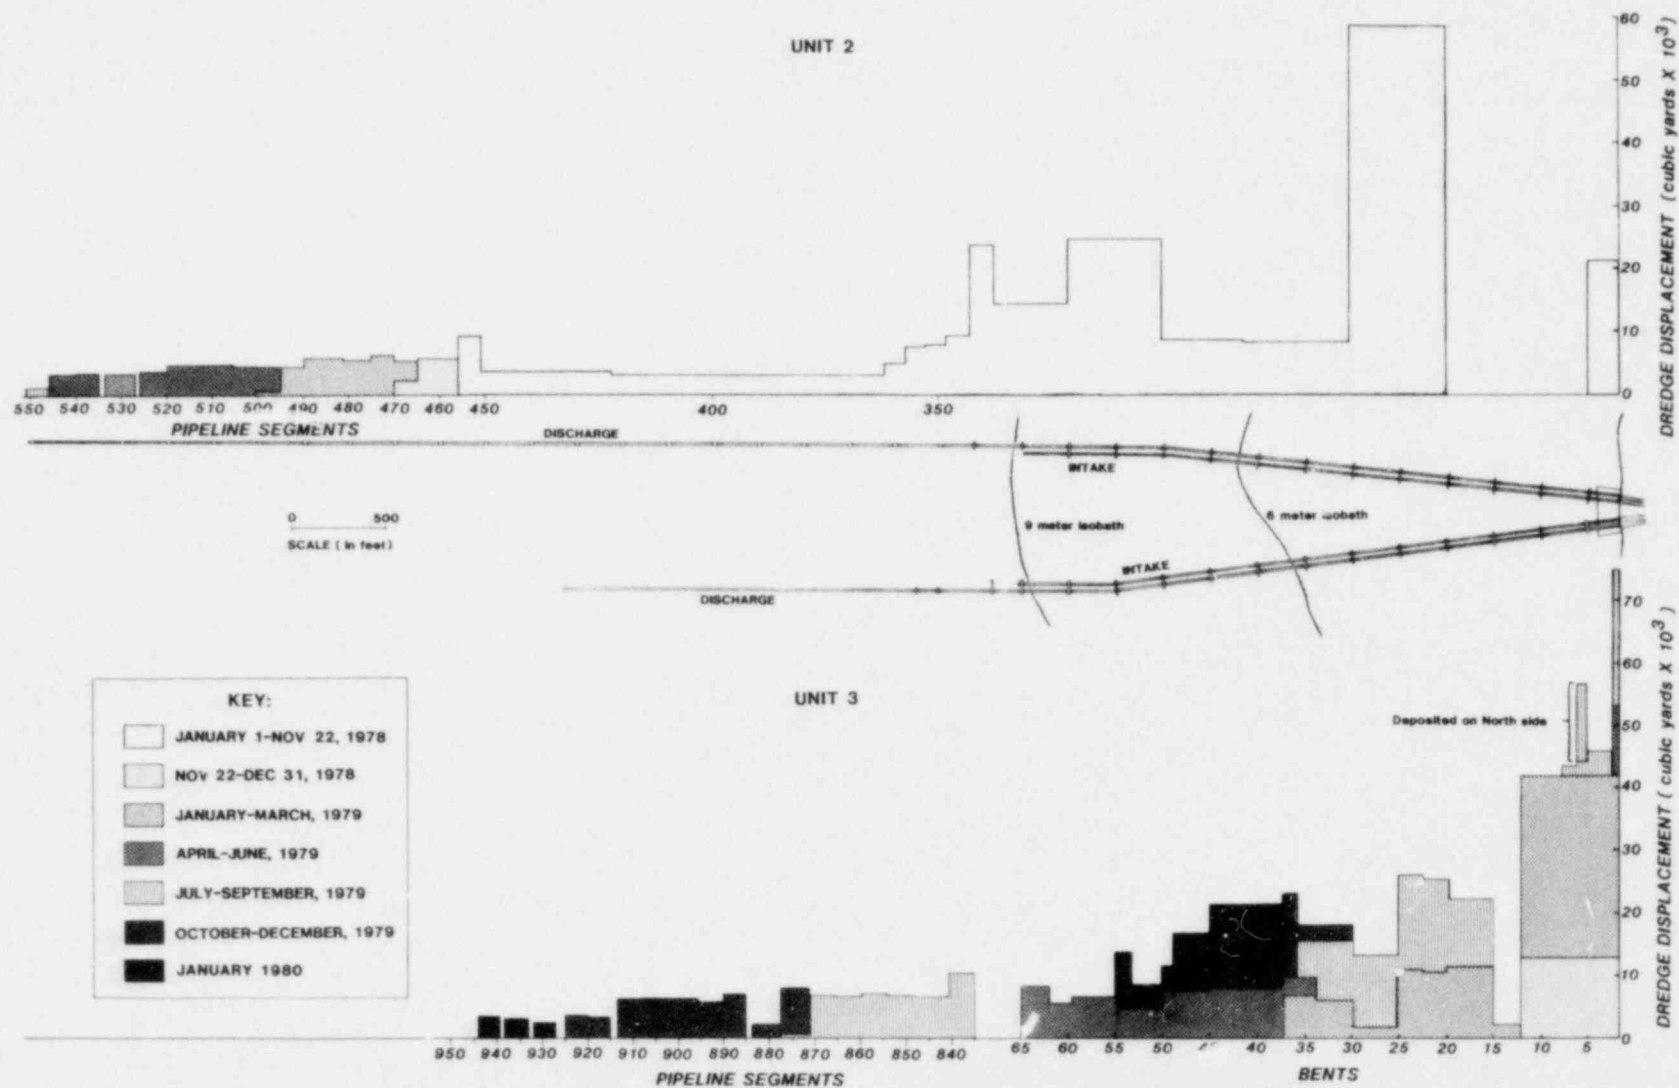 UNIT 2
60
50
40
30
20
10
0
DREDGE DISPLACEMENT (cubic yards X 10³)
550 540 530 520 510 500 490 480 470 460 450 400 350
PIPELINE SEGMENTS
DISCHARGE
INTAKE
0 500
SCALE (in feet)
9 meter isobath
6 meter isobath
INTAKE
DISCHARGE
UNIT 3
70
60
50
40
30
20
10
0
DREDGE DISPLACEMENT (cubic yards X 10³)
Deposited on North side
KEY:
JANUARY 1-NOV 22, 1978
NOV 22-DEC 31, 1978
JANUARY-MARCH, 1979
APRIL-JUNE, 1979
JULY-SEPTEMBER, 1979
OCTOBER-DECEMBER, 1979
JANUARY 1980
950 940 930 920 910 900 890 880 870 860 850 840 65 60 55 50 40 35 30 25 20 15 10 5 0
PIPELINE SEGMENTS
BENTS